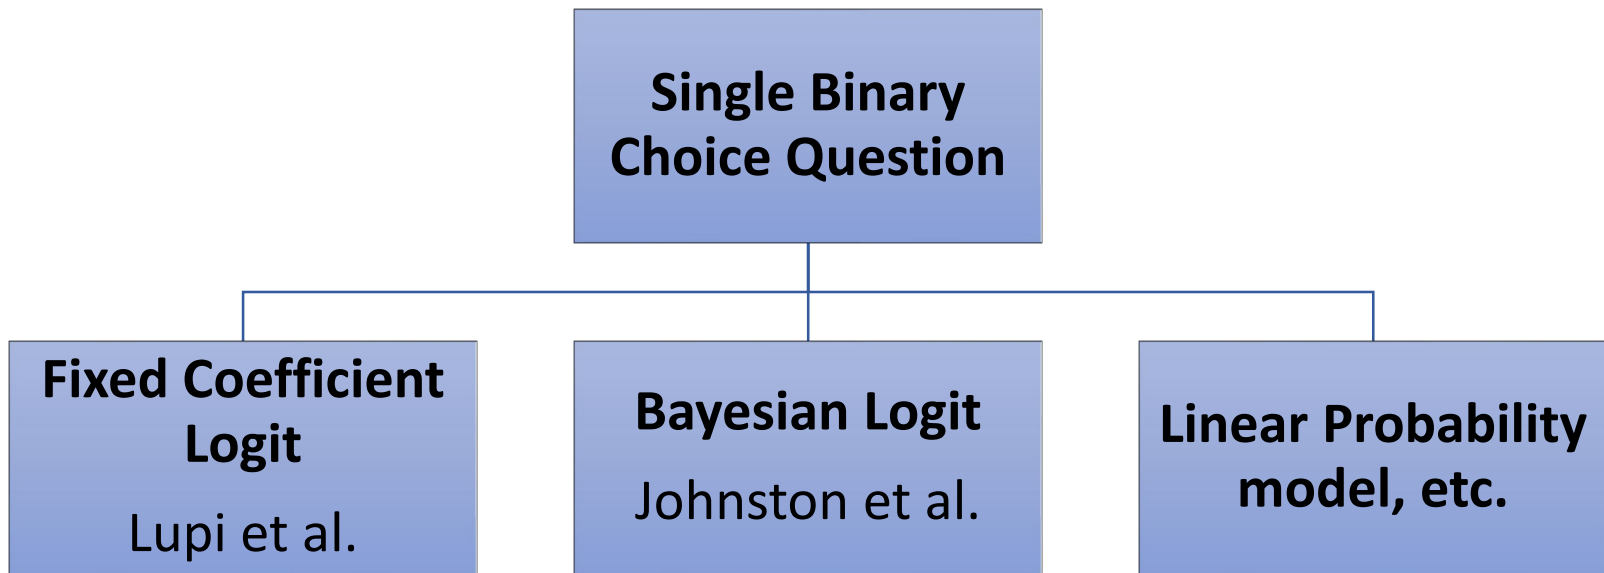 Single Binary
Choice Question
Fixed Coefficient
Logit
Lupi et al.
Bayesian Logit
Johnston et al.
Linear Probability
model, etc.